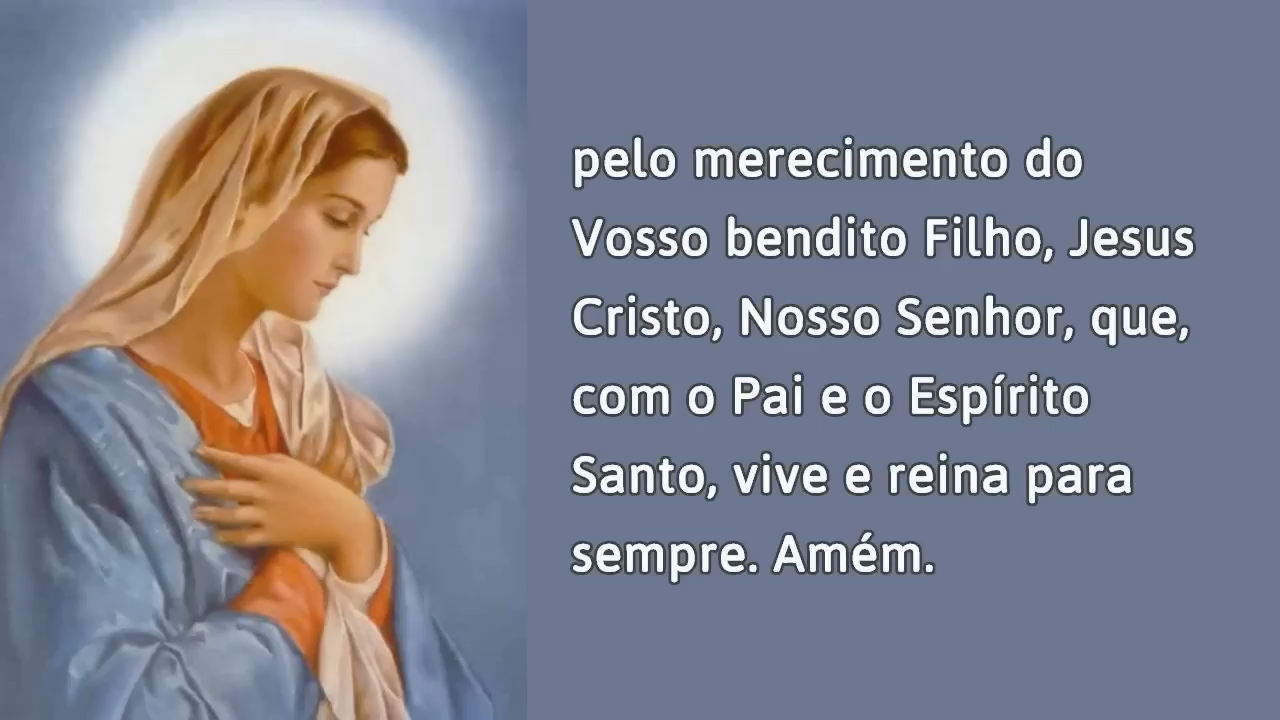 pelo merecimento do
Vosso bendito Filho, Jesus
Cristo, Nosso Senhor, que,
com o Pai e o Espírito
Santo, vive e reina para
sempre. Amém.